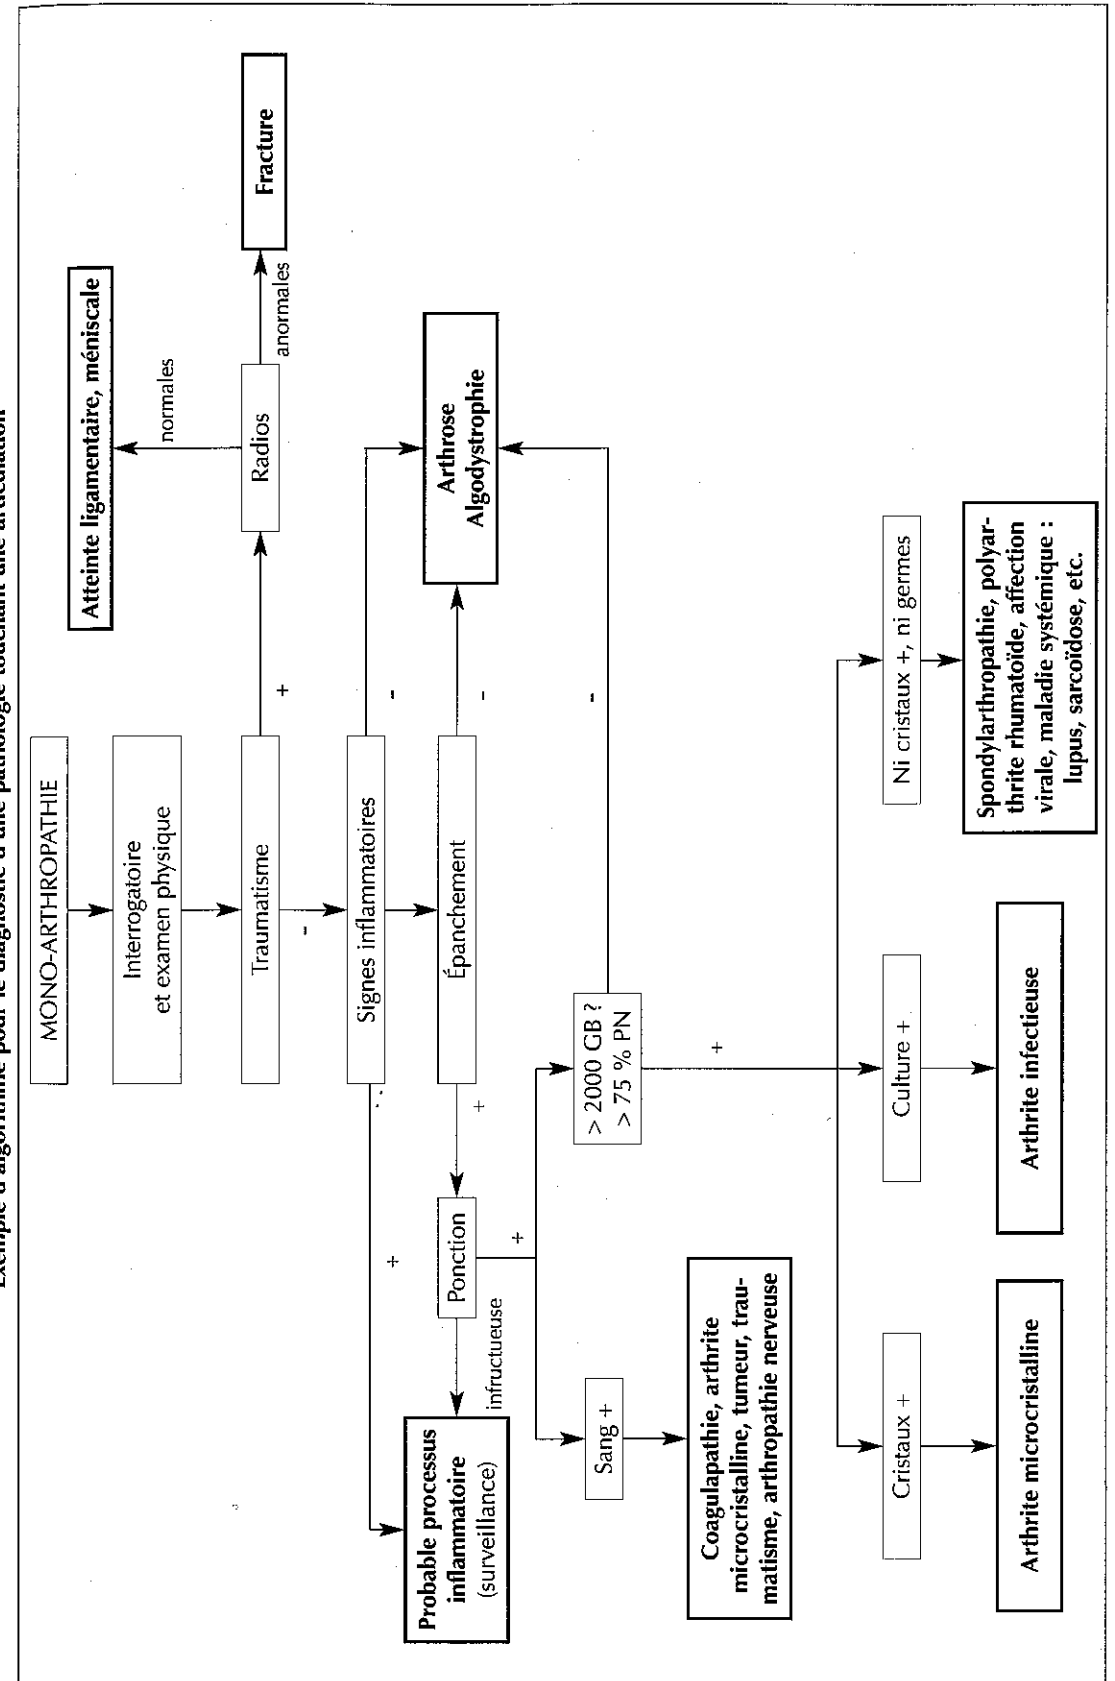 Exemple d'algorithme pour le diagnostic d'une pathologie touchant une articulation
MONO-ARTHROPATHIE
Interrogatoire
et examen physique
Traumatisme
+
Radios
normales
Atteinte ligamentaire, méniscale
anormales
Fracture
-
Signes inflammatoires
+
-
Épanchement
+
-
Arthrose
Algodystrophie
Ponction
infructueuse
Probable processus
inflammatoire
(surveillance)
+
Sang +
Coagulapathie, arthrite
microcristalline, tumeur, trau-
matisme, arthropathie nerveuse
> 2000 GB ?
> 75 % PN
-
+
Cristaux +
Arthrite microcristalline
Culture +
Arthrite infectieuse
Ni cristaux +, ni germes
Spondylarthropathie, polyar-
thrite rhumatoïde, affection
virale, maladie systémique :
lupus, sarcoïdose, etc.